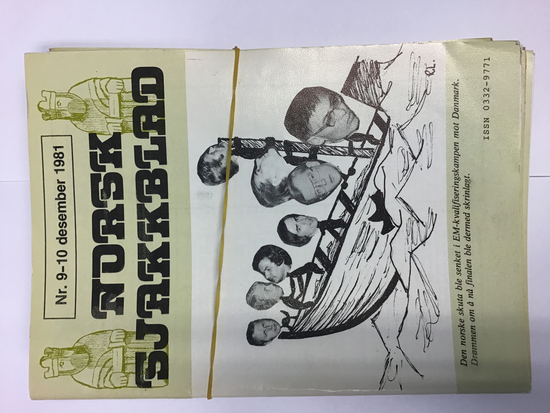 Nr. 9-10 desember 1981
NORSK
SJAKKBLAD
Den norske skuta ble senket i EM-kvalifiseringskampen mot Danmark.
Drømmen om å nå finalen ble dermed skrinlagt.
ISSN 0332-9771